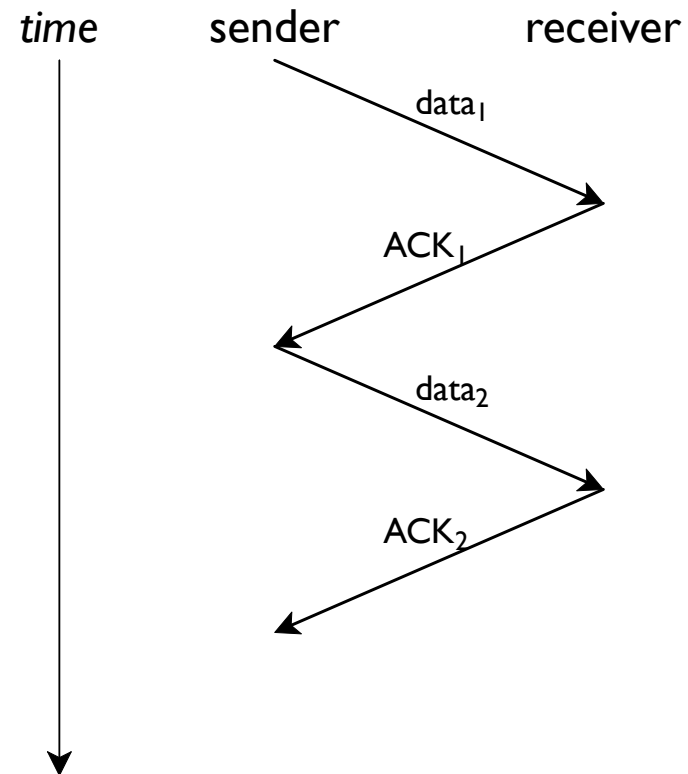 time sender receiver
data₁
ACK₁
data₂
ACK₂